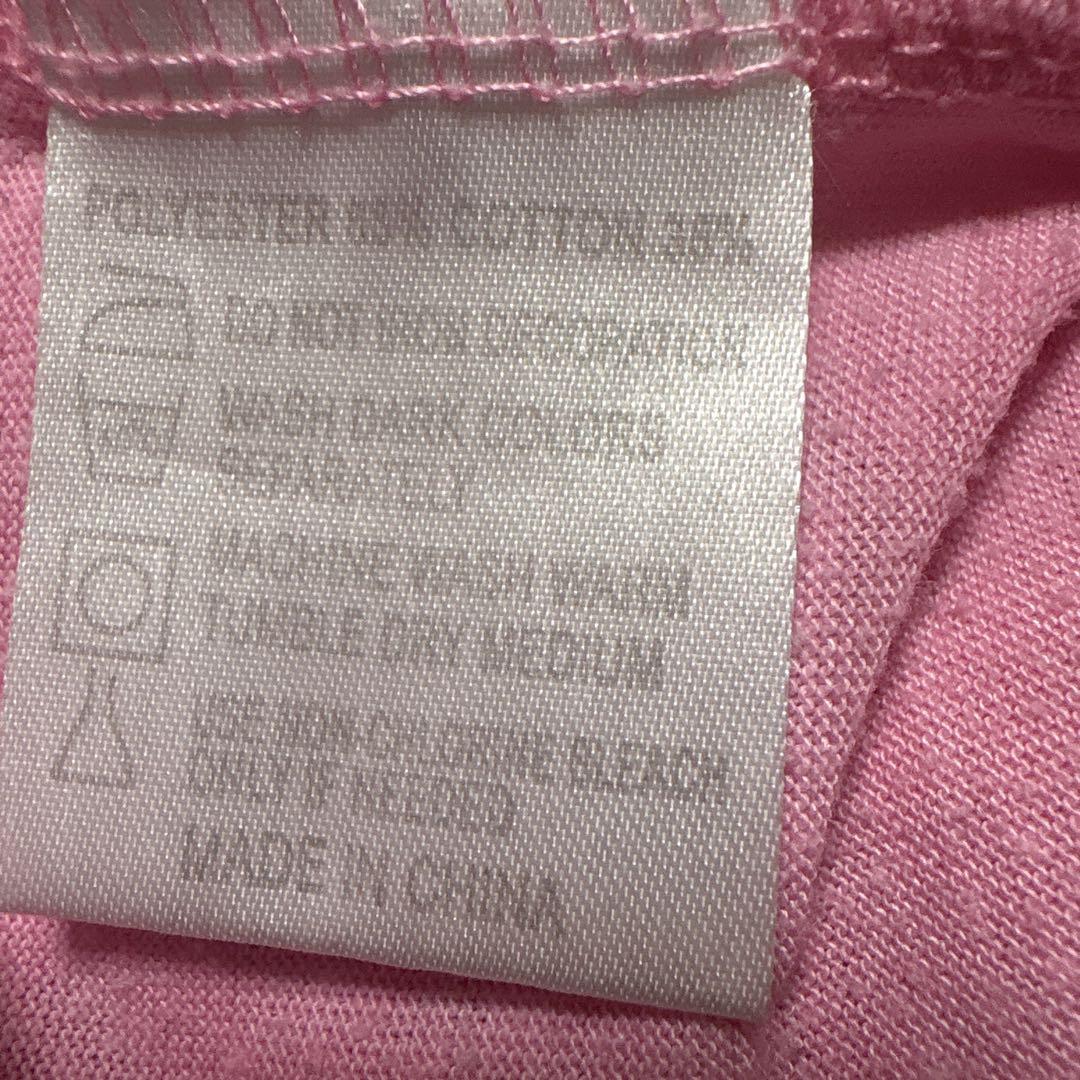 POLYESTER COTTON
DO NOT IRON DECORATION
WASH DARK COLORS
SEPARATELY
MACHINE WASH WARM
TUMBLE DRY MEDIUM
USE NON-CHLORINE BLEACH
ONLY IF NEEDED
MADE IN CHINA